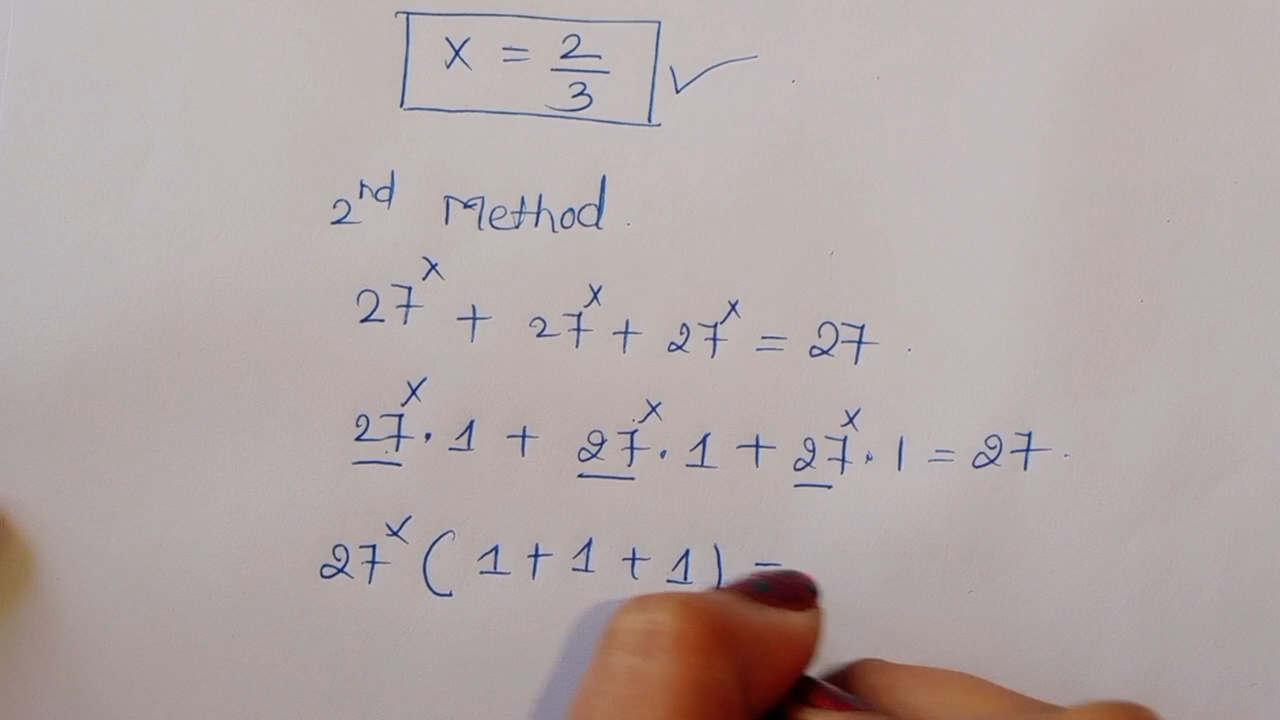 x = 2/3 ✓
2nd Method.
27^x + 27^x + 27^x = 27.
27^x · 1 + 27^x · 1 + 27^x · 1 = 27.
27^x (1 + 1 + 1) =